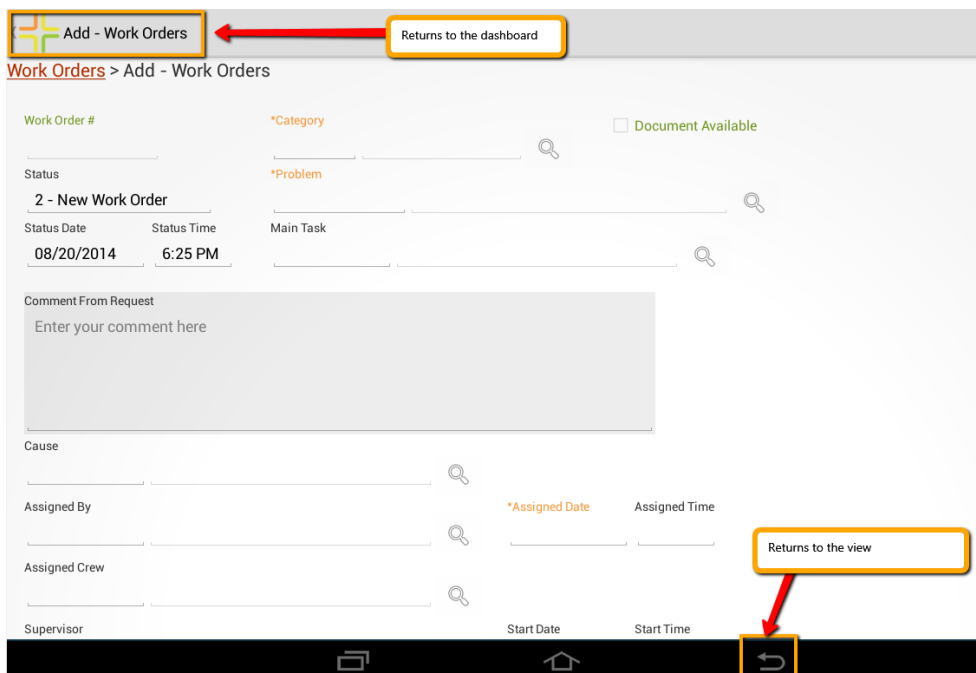 Add - Work Orders
Returns to the dashboard
Work Orders > Add - Work Orders
Work Order #
*Category
Document Available
Status
*Problem
2 - New Work Order
Status Date
Status Time
Main Task
08/20/2014
6:25 PM
Comment From Request
Enter your comment here
Cause
Assigned By
*Assigned Date
Assigned Time
Returns to the view
Assigned Crew
Supervisor
Start Date
Start Time